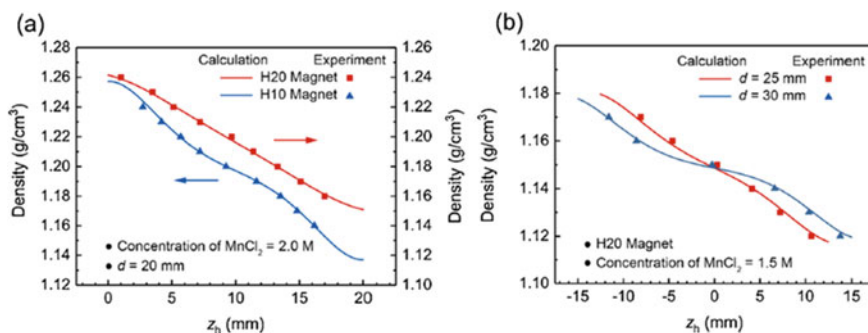 (a)
1.28
1.26
1.24
1.22
1.20
1.18
1.16
1.14
1.12
Density (g/cm³)
Calculation Experiment
H20 Magnet
H10 Magnet
Concentration of MnCl₂ = 2.0 M
d = 20 mm
0 5 10 15 20
zₕ (mm)
1.26
1.24
1.22
1.20
1.18
1.16
1.14
1.12
1.10
Density (g/cm³)
(b)
1.20
1.18
1.16
1.14
1.12
1.10
Density (g/cm³)
Calculation Experiment
d = 25 mm
d = 30 mm
H20 Magnet
Concentration of MnCl₂ = 1.5 M
-15 -10 -5 0 5 10 15
zₕ (mm)